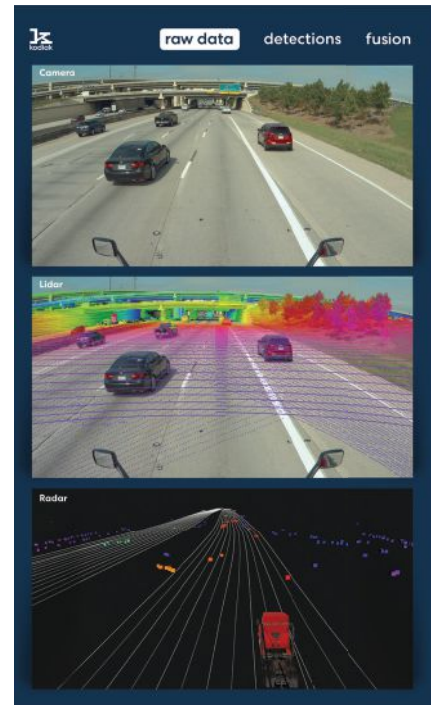 kodiak
raw data detections fusion
Camera
Lidar
Radar